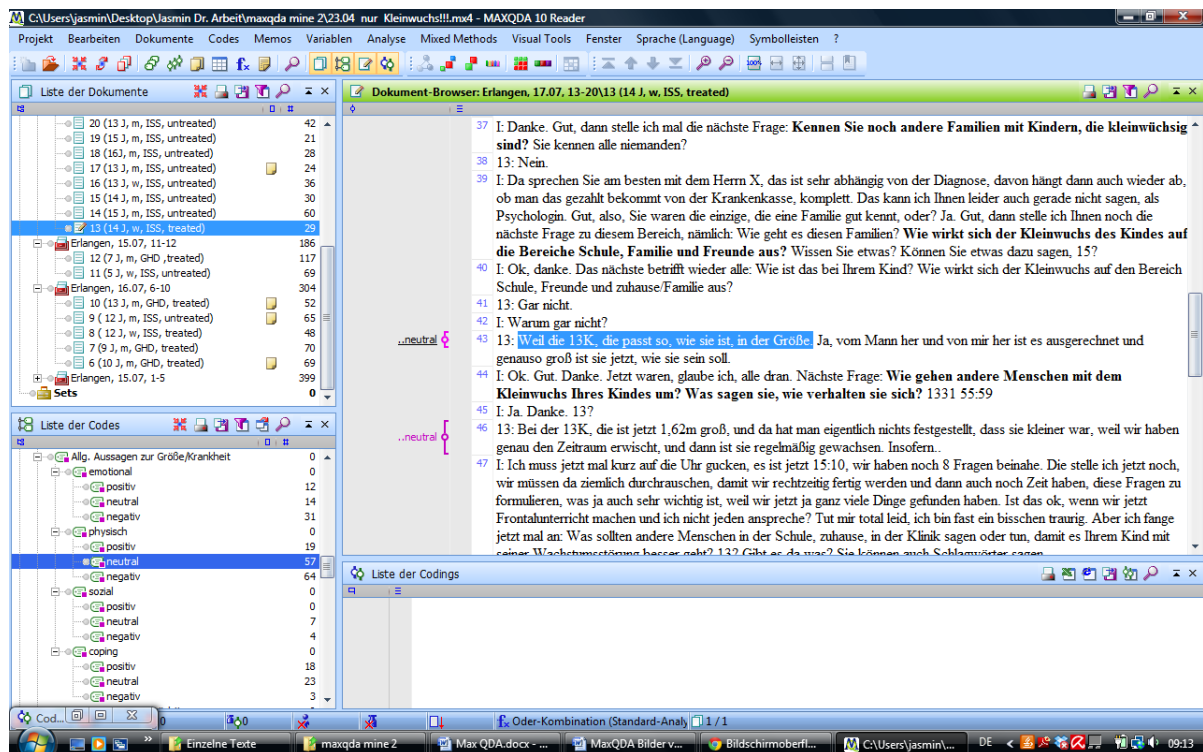 C:\Users\jasmin\Desktop\Jasmin Dr. Arbeit\maxqda mine 2\23.04 nur Kleinwuchs!!!.mx4 - MAXQDA 10 Reader
Projekt Bearbeiten Dokumente Codes Memos Variablen Analyse Mixed Methods Visual Tools Fenster Sprache (Language) Symbolleisten ?
Liste der Dokumente
20 (13 J, m, ISS, untreated) 42
19 (15 J, m, ISS, untreated) 21
18 (16J, m, ISS, untreated) 28
17 (13 J, m, ISS, untreated) 24
16 (13 J, w, ISS, untreated) 36
15 (14 J, m, ISS, untreated) 30
14 (15 J, m, ISS, untreated) 60
13 (14 J, w, ISS, treated) 29
Erlangen, 15.07, 11-12 186
12 (7 J, m, GHD ,treated) 117
11 (5 J, w, ISS, untreated) 69
Erlangen, 16.07, 6-10 304
10 (13 J, m, GHD, treated) 52
9 ( 12 J, m, ISS, untreated) 65
8 ( 12 J, w, ISS, untreated) 48
7 (9 J, m, GHD, treated) 70
6 (10 J, m, GHD, treated) 69
Erlangen, 15.07, 1-5 399
Sets 0
Liste der Codes
Allg. Aussagen zur Größe/Krankheit 0
emotional 0
positiv 12
neutral 14
negativ 31
physisch 0
positiv 19
neutral 57
negativ 64
sozial 0
positiv 0
neutral 7
negativ 4
coping 0
positiv 18
neutral 23
negativ 3
Dokument-Browser: Erlangen, 17.07, 13-20\13 (14 J, w, ISS, treated)
37 I: Danke. Gut, dann stelle ich mal die nächste Frage: Kennen Sie noch andere Familien mit Kindern, die kleinwüchsig
sind? Sie kennen alle niemanden?
38 13: Nein.
39 I: Da sprechen Sie am besten mit dem Herrn X, das ist sehr abhängig von der Diagnose, davon hängt dann auch wieder ab,
ob man das gezahlt bekommt von der Krankenkasse, komplett. Das kann ich Ihnen leider auch gerade nicht sagen, als
Psychologin. Gut, also, Sie waren die einzige, die eine Familie gut kennt, oder? Ja. Gut, dann stelle ich Ihnen noch die
nächste Frage zu diesem Bereich, nämlich: Wie geht es diesen Familien? Wie wirkt sich der Kleinwuchs des Kindes auf
die Bereiche Schule, Familie und Freunde aus? Wissen Sie etwas? Können Sie etwas dazu sagen, 15?
40 I: Ok, danke. Das nächste betrifft wieder alle: Wie ist das bei Ihrem Kind? Wie wirkt sich der Kleinwuchs auf den Bereich
Schule, Freunde und zuhause/Familie aus?
41 13: Gar nicht.
42 I: Warum gar nicht?
..neutral
43 13: Weil die 13K, die passt so, wie sie ist, in der Größe. Ja, vom Mann her und von mir her ist es ausgerechnet und
genauso groß ist sie jetzt, wie sie sein soll.
44 I: Ok. Gut. Danke. Jetzt waren, glaube ich, alle dran. Nächste Frage: Wie gehen andere Menschen mit dem
Kleinwuchs Ihres Kindes um? Was sagen sie, wie verhalten sie sich? 1331 55:59
45 I: Ja. Danke. 13?
..neutral
46 13: Bei der 13K, die ist jetzt 1,62m groß, und da hat man eigentlich nichts festgestellt, dass sie kleiner war, weil wir haben
genau den Zeitraum erwischt, und dann ist sie regelmäßig gewachsen. Insofern..
47 I: Ich muss jetzt mal kurz auf die Uhr gucken, es ist jetzt 15:10, wir haben noch 8 Fragen beinahe. Die stelle ich jetzt noch,
wir müssen da ziemlich durchrauschen, damit wir rechtzeitig fertig werden und dann auch noch Zeit haben, diese Fragen zu
formulieren, was ja auch sehr wichtig ist, weil wir jetzt ja ganz viele Dinge gefunden haben. Ist das ok, wenn wir jetzt
Frontalunterricht machen und ich nicht jeden anspreche? Tut mir total leid, ich bin fast ein bisschen traurig. Aber ich fange
jetzt mal an: Was sollten andere Menschen in der Schule, zuhause, in der Klinik sagen oder tun, damit es Ihrem Kind mit
seiner Wachstumsstörung besser geht? 13? Gibt es da was? Sie können auch Schlagwörter sagen
Liste der Codings
Cod...
0
0
Oder-Kombination (Standard-Analy
1 / 1
Einzelne Texte
maxqda mine 2
Max QDA.docx - ...
MaxQDA Bilder v...
Bildschirmoberfl...
C:\Users\jasmin\...
DE
09:13